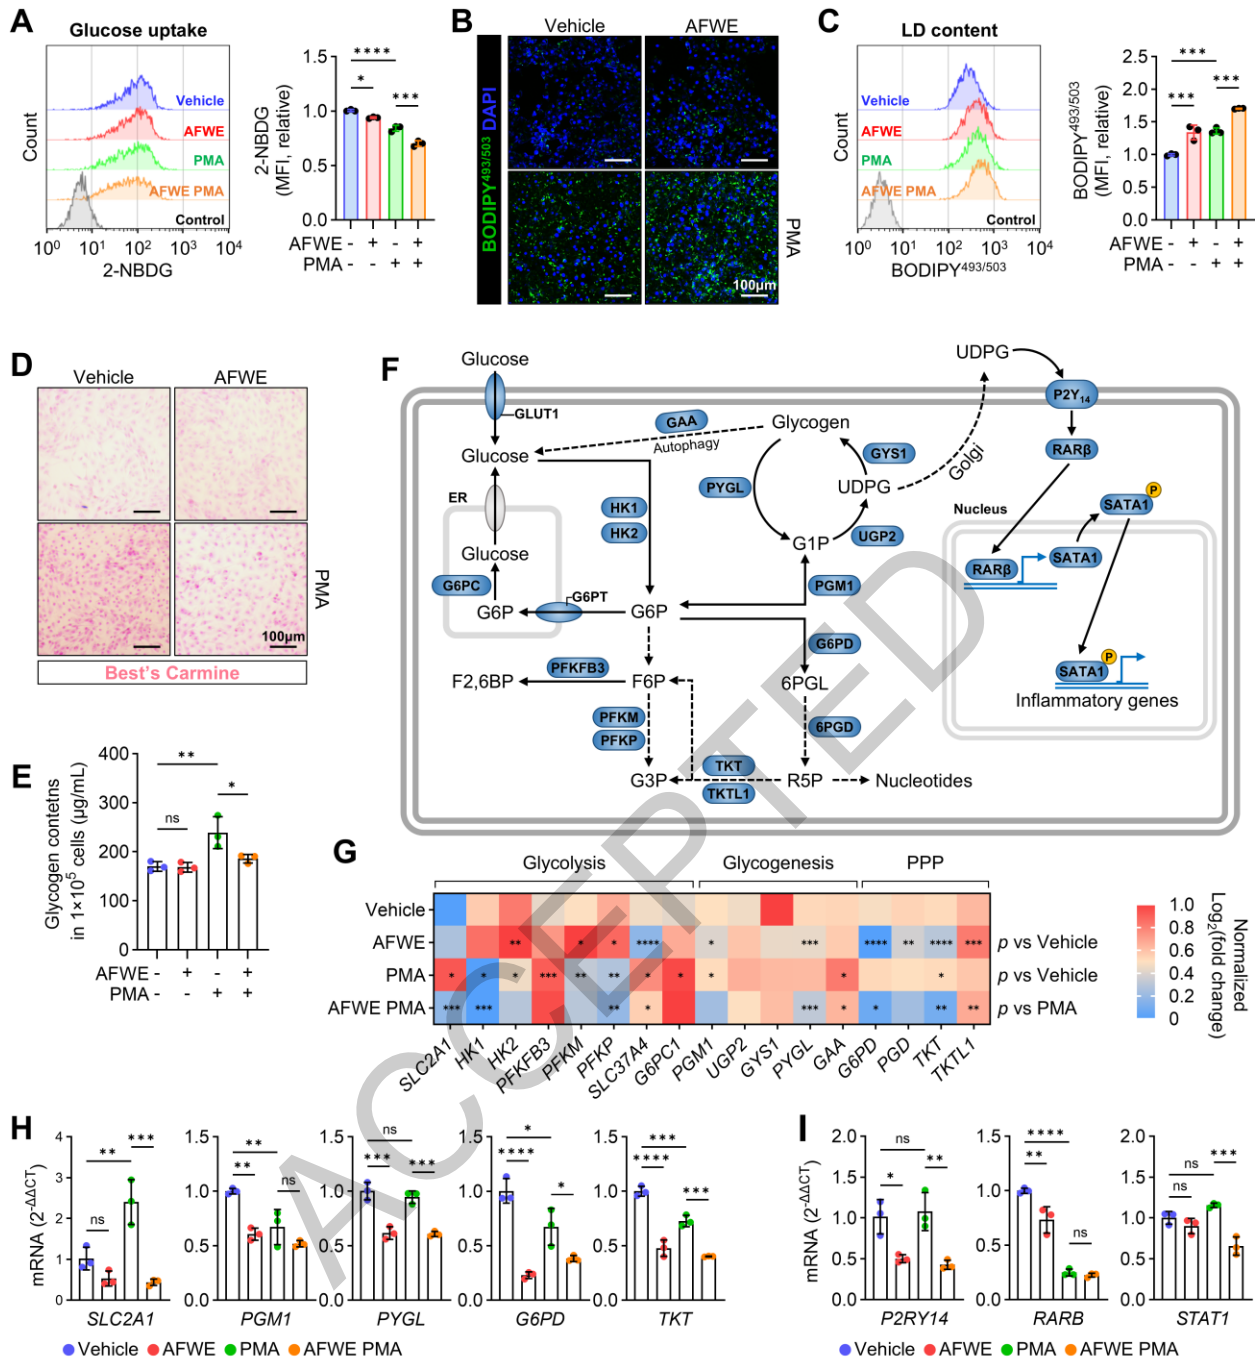 A
Glucose uptake
Count
Vehicle
AFWE
PMA
AFWE PMA
Control
10⁰ 10¹ 10² 10³ 10⁴
2-NBDG
2-NBDG
(MFI, relative)
1.5
1.0
0.5
0.0
****
*
***
AFWE - + - +
PMA - - + +
B
Vehicle AFWE
BODIPY493/503 DAPI
PMA
100µm
C
LD content
Count
Vehicle
AFWE
PMA
AFWE PMA
Control
10⁰ 10¹ 10² 10³ 10⁴
BODIPY493/503
BODIPY493/503
(MFI, relative)
2.5
2.0
1.5
1.0
0.5
0.0
***
***
***
AFWE - + - +
PMA - - + +
D
Vehicle AFWE
PMA
100µm
Best's Carmine
E
Glycogen contetns
in 1×10⁵ cells (µg/mL)
400
300
200
100
0
**
*
ns
AFWE - + - +
PMA - - + +
F
Glucose
GLUT1
Glucose
ER
Glucose
G6PC
G6P
G6PT
G6P
HK1
HK2
GAA
Autophagy
Glycogen
PYGL
GYS1
UDPG
UGP2
G1P
PGM1
Golgi
UDPG
P2Y14
RARβ
Nucleus
RARβ
SATA1
SATA1
P
SATA1
P
Inflammatory genes
G6PD
6PGL
6PGD
R5P
Nucleotides
TKT
TKTL1
PFKFB3
F2,6BP
F6P
PFKM
PFKP
G3P
ACCEPTED
G
Glycolysis Glycogenesis PPP
Vehicle
AFWE ** * * **** * *** **** ** **** *** p vs Vehicle
PMA * * * *** ** ** * * * * * p vs Vehicle
AFWE PMA *** *** ** * *** * * ** ** p vs PMA
SLC2A1 HK1 HK2 PFKFB3 PFKM PFKP SLC37A4 G6PC1 PGM1 UGP2 GYS1 PYGL GAA G6PD PGD TKT TKTL1
1.0
0.8
0.6
0.4
0.2
0
Normalized
Log₂(fold change)
H
mRNA (2-ΔΔCT)
4
3
2
1
0
**
***
ns
SLC2A1
1.5
1.0
0.5
0.0
**
**
ns
PGM1
1.5
1.0
0.5
0.0
ns
***
***
PYGL
1.5
1.0
0.5
0.0
*
****
*
G6PD
1.5
1.0
0.5
0.0
***
****
***
TKT
Vehicle AFWE PMA AFWE PMA
I
mRNA (2-ΔΔCT)
2.0
1.5
1.0
0.5
0.0
ns
*
**
P2RY14
1.5
1.0
0.5
0.0
****
**
ns
RARB
2.0
1.5
1.0
0.5
0.0
ns
***
ns
STAT1
Vehicle AFWE PMA AFWE PMA